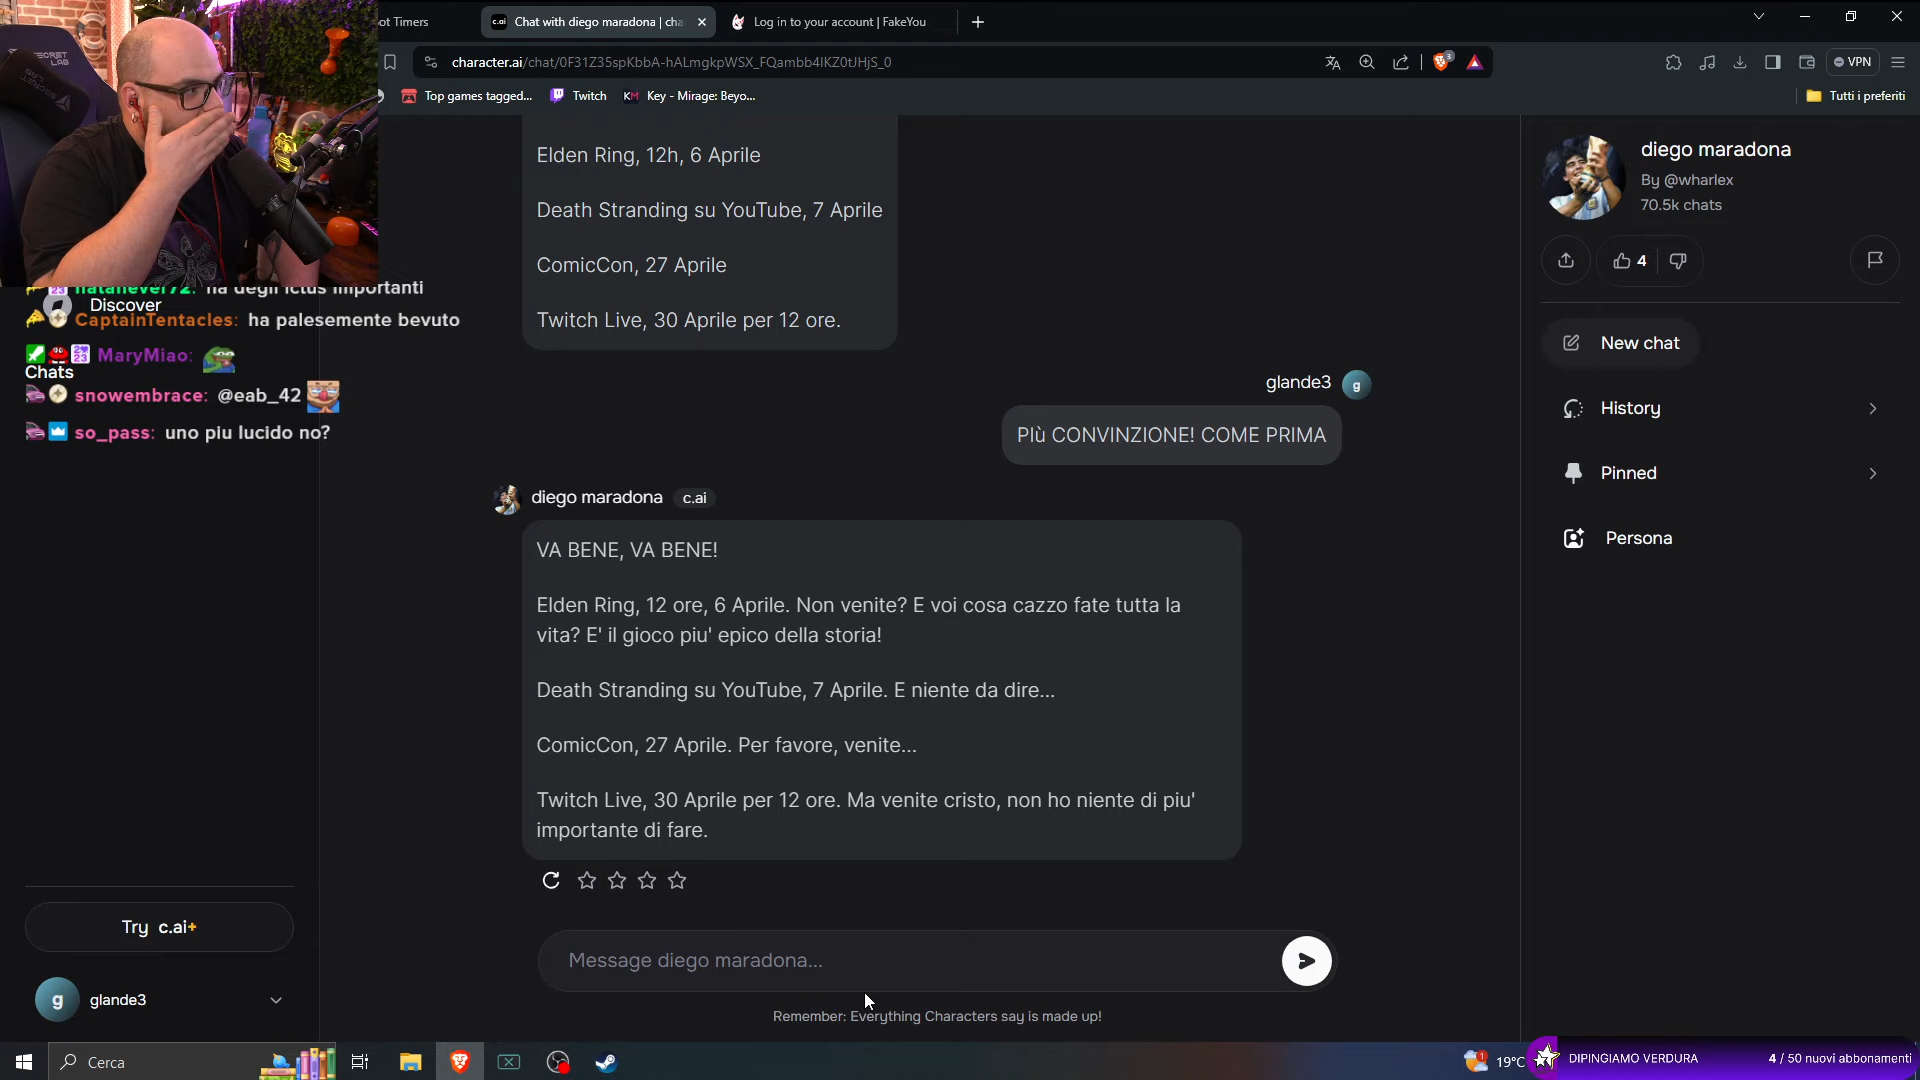 ot Timers
c.ai Chat with diego maradona | cha
Log in to your account | FakeYou
character.ai/chat/0F31Z35spKbbA-hALmgkpWSX_FQambb4lKZ0tJHjS_0
3
VPN
Top games tagged...
Twitch
KM Key - Mirage: Beyo...
Tutti i preferiti
SECRET LAB
Elden Ring, 12h, 6 Aprile
Death Stranding su YouTube, 7 Aprile
ComicCon, 27 Aprile
Twitch Live, 30 Aprile per 12 ore.
glande3
g
PIù CONVINZIONE! COME PRIMA
diego maradona c.ai
VA BENE, VA BENE!
Elden Ring, 12 ore, 6 Aprile. Non venite? E voi cosa cazzo fate tutta la
vita? E' il gioco piu' epico della storia!
Death Stranding su YouTube, 7 Aprile. E niente da dire...
ComicCon, 27 Aprile. Per favore, venite...
Twitch Live, 30 Aprile per 12 ore. Ma venite cristo, non ho niente di piu'
importante di fare.
Message diego maradona...
Remember: Everything Characters say is made up!
diego maradona
By @wharlex
70.5k chats
4
New chat
History
Pinned
Persona
ha degli ictus importanti
Discover
CaptainTentacles: ha palesemente bevuto
MaryMiao:
Chats
snowembrace: @eab_42
so_pass: uno piu lucido no?
Try c.ai+
g glande3
Cerca
1
19°C
DIPINGIAMO VERDURA
4 / 50 nuovi abbonamenti